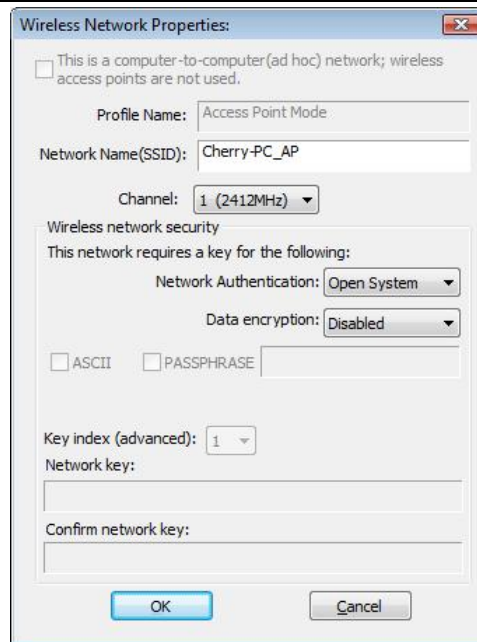 Wireless Network Properties:
This is a computer-to-computer(ad hoc) network; wireless
access points are not used.
Profile Name: Access Point Mode
Network Name(SSID): Cherry-PC_AP
Channel: 1 (2412MHz)
Wireless network security
This network requires a key for the following:
Network Authentication: Open System
Data encryption: Disabled
ASCII PASSPHRASE
Key index (advanced): 1
Network key:
Confirm network key:
OK Cancel